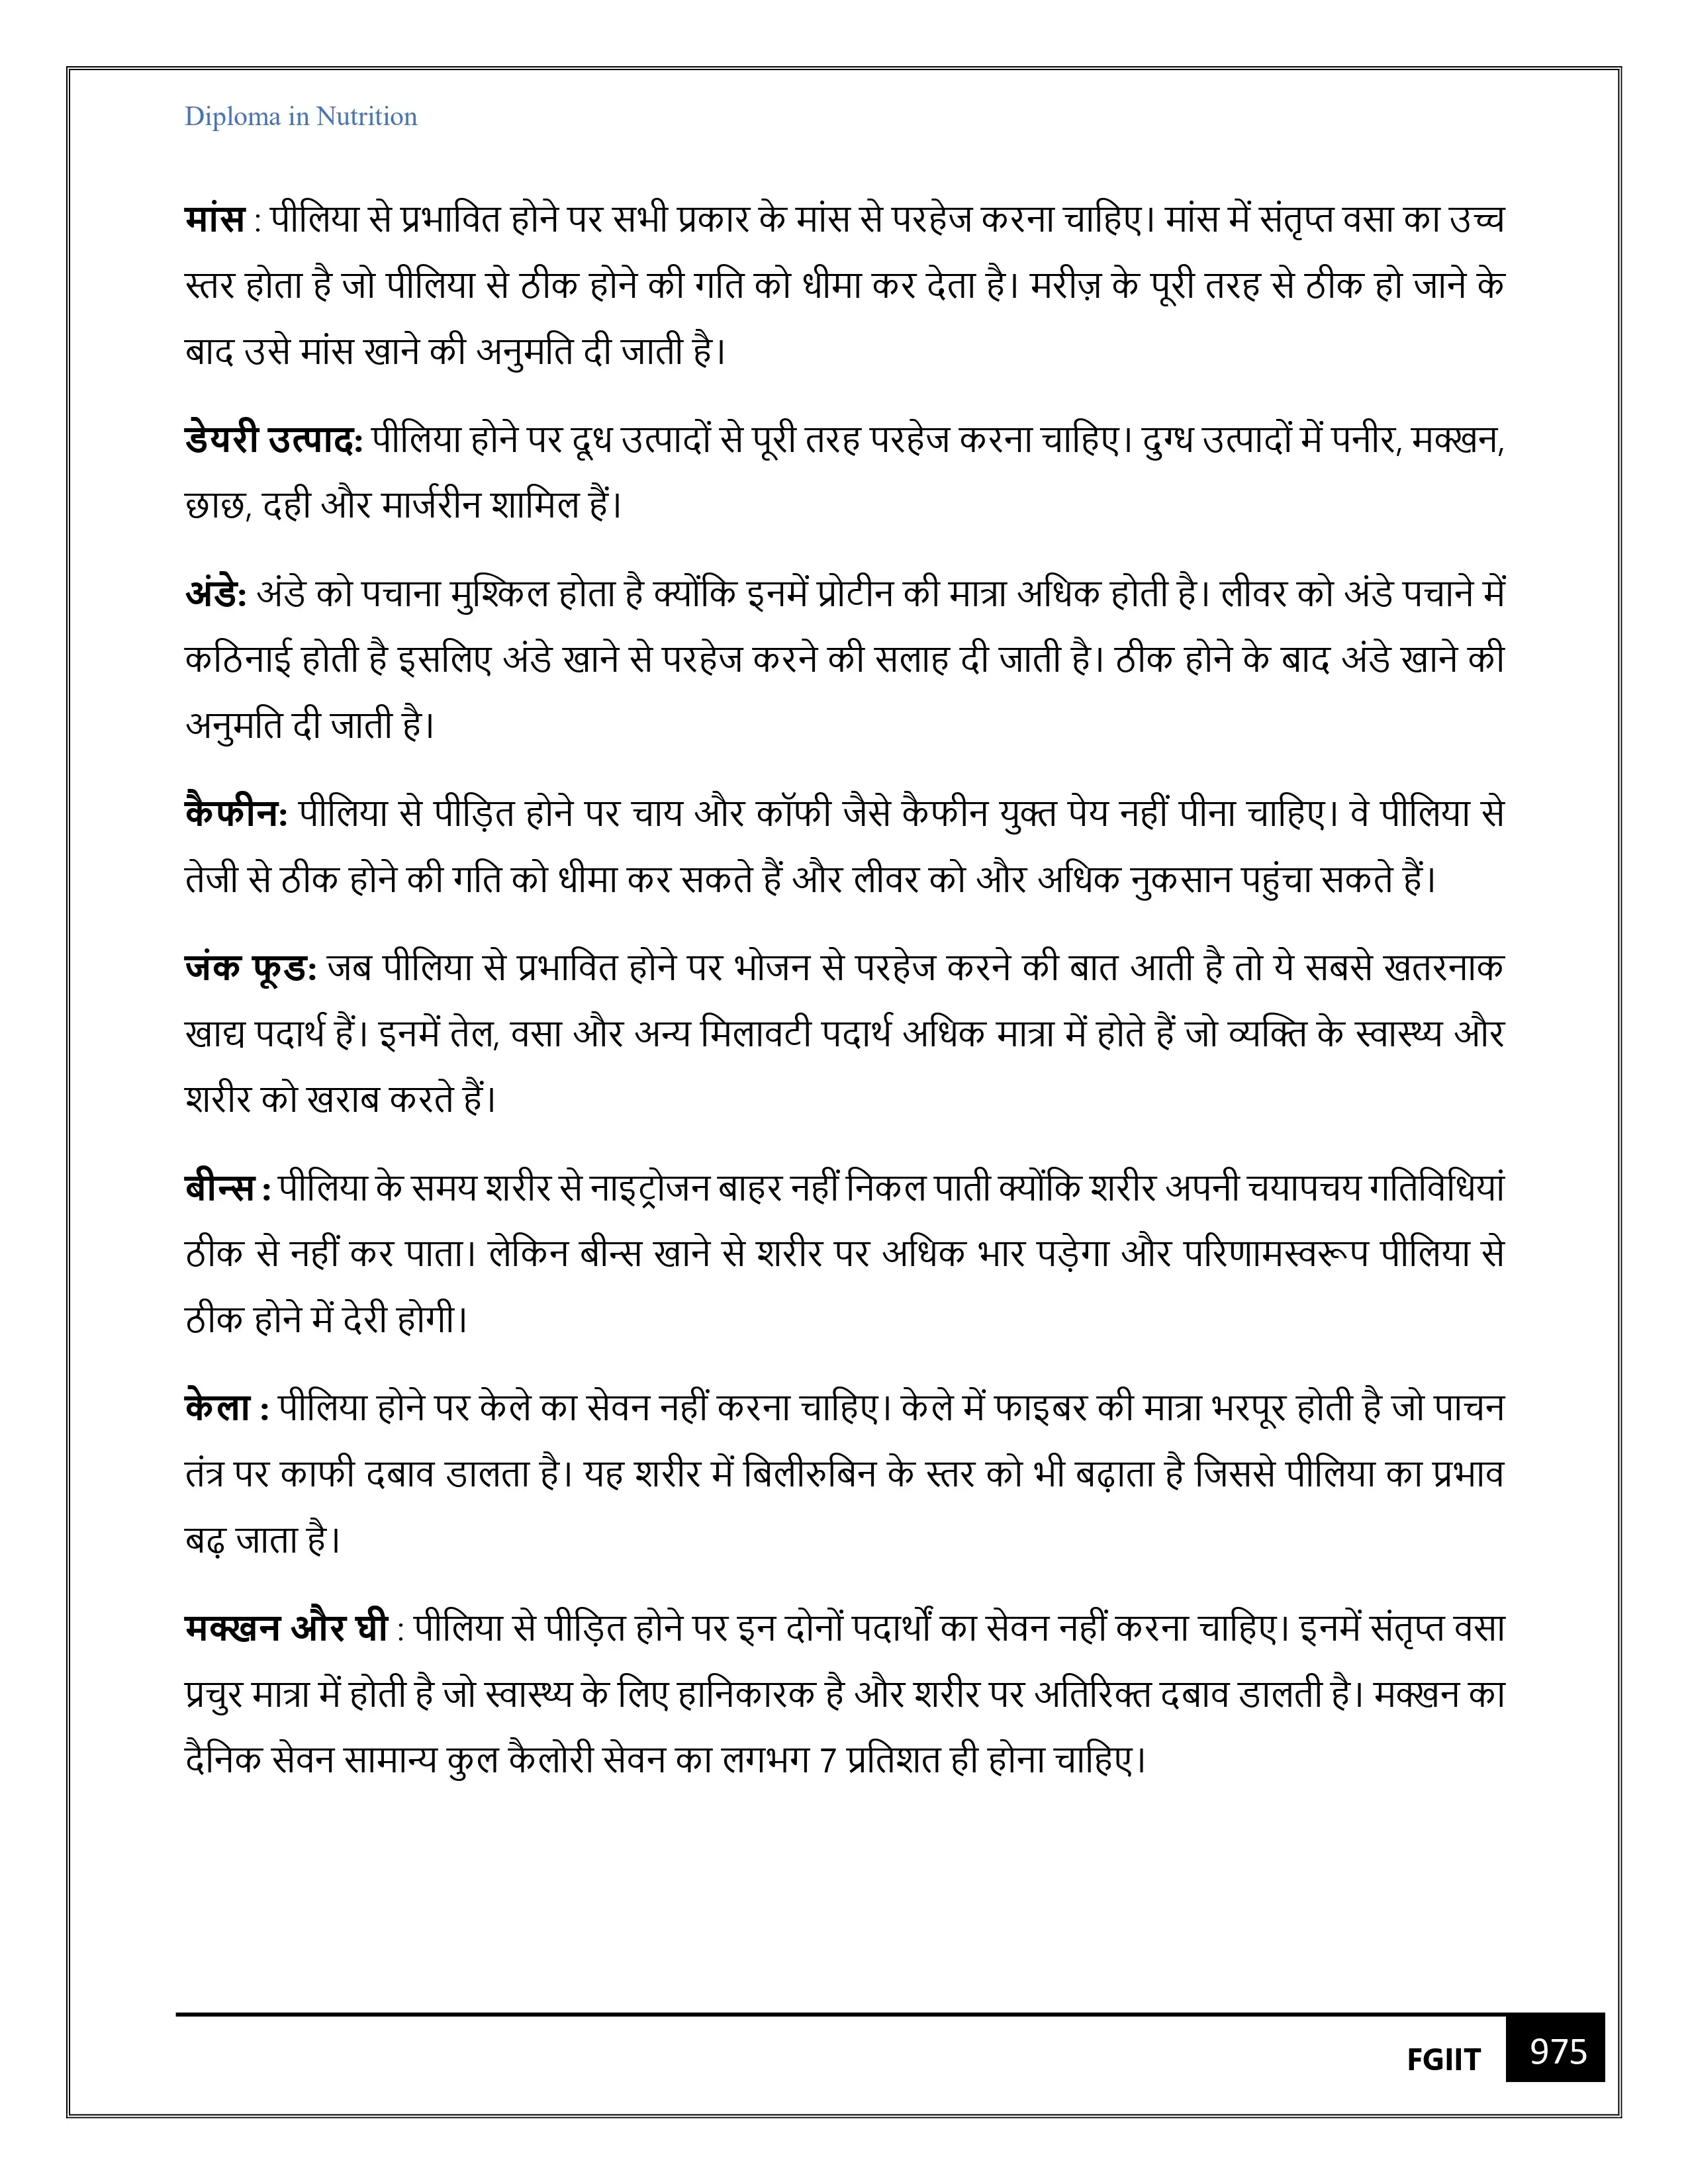 Diploma in Nutrition
मांस : पीलिया से प्रभावित होने पर सभी प्रकार के मांस से परहेज करना चाहिए। मांस में संतृप्त वसा का उच्च
स्तर होता है जो पीलिया से ठीक होने की गति को धीमा कर देता है। मरीज़ के पूरी तरह से ठीक हो जाने के
बाद उसे मांस खाने की अनुमति दी जाती है।
डेयरी उत्पाद: पीलिया होने पर दूध उत्पादों से पूरी तरह परहेज करना चाहिए। दुग्ध उत्पादों में पनीर, मक्खन,
छाछ, दही और मार्जरीन शामिल हैं।
अंडे: अंडे को पचाना मुश्किल होता है क्योंकि इनमें प्रोटीन की मात्रा अधिक होती है। लीवर को अंडे पचाने में
कठिनाई होती है इसलिए अंडे खाने से परहेज करने की सलाह दी जाती है। ठीक होने के बाद अंडे खाने की
अनुमति दी जाती है।
कैफीन: पीलिया से पीड़ित होने पर चाय और कॉफी जैसे कैफीन युक्त पेय नहीं पीना चाहिए। वे पीलिया से
तेजी से ठीक होने की गति को धीमा कर सकते हैं और लीवर को और अधिक नुकसान पहुंचा सकते हैं।
जंक फूड: जब पीलिया से प्रभावित होने पर भोजन से परहेज करने की बात आती है तो ये सबसे खतरनाक
खाद्य पदार्थ हैं। इनमें तेल, वसा और अन्य मिलावटी पदार्थ अधिक मात्रा में होते हैं जो व्यक्ति के स्वास्थ्य और
शरीर को खराब करते हैं।
बीन्स : पीलिया के समय शरीर से नाइट्रोजन बाहर नहीं निकल पाती क्योंकि शरीर अपनी चयापचय गतिविधियां
ठीक से नहीं कर पाता। लेकिन बीन्स खाने से शरीर पर अधिक भार पड़ेगा और परिणामस्वरूप पीलिया से
ठीक होने में देरी होगी।
केला : पीलिया होने पर केले का सेवन नहीं करना चाहिए। केले में फाइबर की मात्रा भरपूर होती है जो पाचन
तंत्र पर काफी दबाव डालता है। यह शरीर में बिलीरुबिन के स्तर को भी बढ़ाता है जिससे पीलिया का प्रभाव
बढ़ जाता है।
मक्खन और घी : पीलिया से पीड़ित होने पर इन दोनों पदार्थों का सेवन नहीं करना चाहिए। इनमें संतृप्त वसा
प्रचुर मात्रा में होती है जो स्वास्थ्य के लिए हानिकारक है और शरीर पर अतिरिक्त दबाव डालती है। मक्खन का
दैनिक सेवन सामान्य कुल कैलोरी सेवन का लगभग 7 प्रतिशत ही होना चाहिए।
FGIIT 975